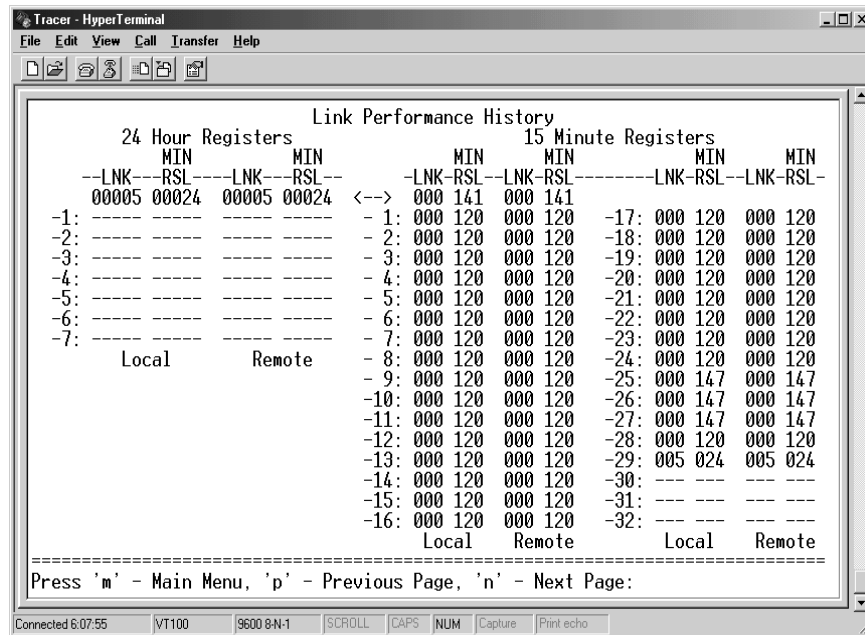 Tracer - HyperTerminal
File Edit View Call Transfer Help
Link Performance History
24 Hour Registers 15 Minute Registers
MIN MIN MIN MIN MIN MIN
--LNK---RSL----LNK---RSL-- -LNK-RSL--LNK-RSL--------LNK-RSL--LNK-RSL-
00005 00024 00005 00024 <--> 000 141 000 141
-1: ----- ----- ----- ----- - 1: 000 120 000 120 -17: 000 120 000 120
-2: ----- ----- ----- ----- - 2: 000 120 000 120 -18: 000 120 000 120
-3: ----- ----- ----- ----- - 3: 000 120 000 120 -19: 000 120 000 120
-4: ----- ----- ----- ----- - 4: 000 120 000 120 -20: 000 120 000 120
-5: ----- ----- ----- ----- - 5: 000 120 000 120 -21: 000 120 000 120
-6: ----- ----- ----- ----- - 6: 000 120 000 120 -22: 000 120 000 120
-7: ----- ----- ----- ----- - 7: 000 120 000 120 -23: 000 120 000 120
Local Remote - 8: 000 120 000 120 -24: 000 120 000 120
- 9: 000 120 000 120 -25: 000 147 000 147
-10: 000 120 000 120 -26: 000 147 000 147
-11: 000 120 000 120 -27: 000 147 000 147
-12: 000 120 000 120 -28: 000 120 000 120
-13: 000 120 000 120 -29: 005 024 005 024
-14: 000 120 000 120 -30: --- --- --- ---
-15: 000 120 000 120 -31: --- --- --- ---
-16: 000 120 000 120 -32: --- --- --- ---
Local Remote Local Remote
================================================================================
Press 'm' - Main Menu, 'p' - Previous Page, 'n' - Next Page:
Connected 6:07:55 VT100 9600 8-N-1 SCROLL CAPS NUM Capture Print echo